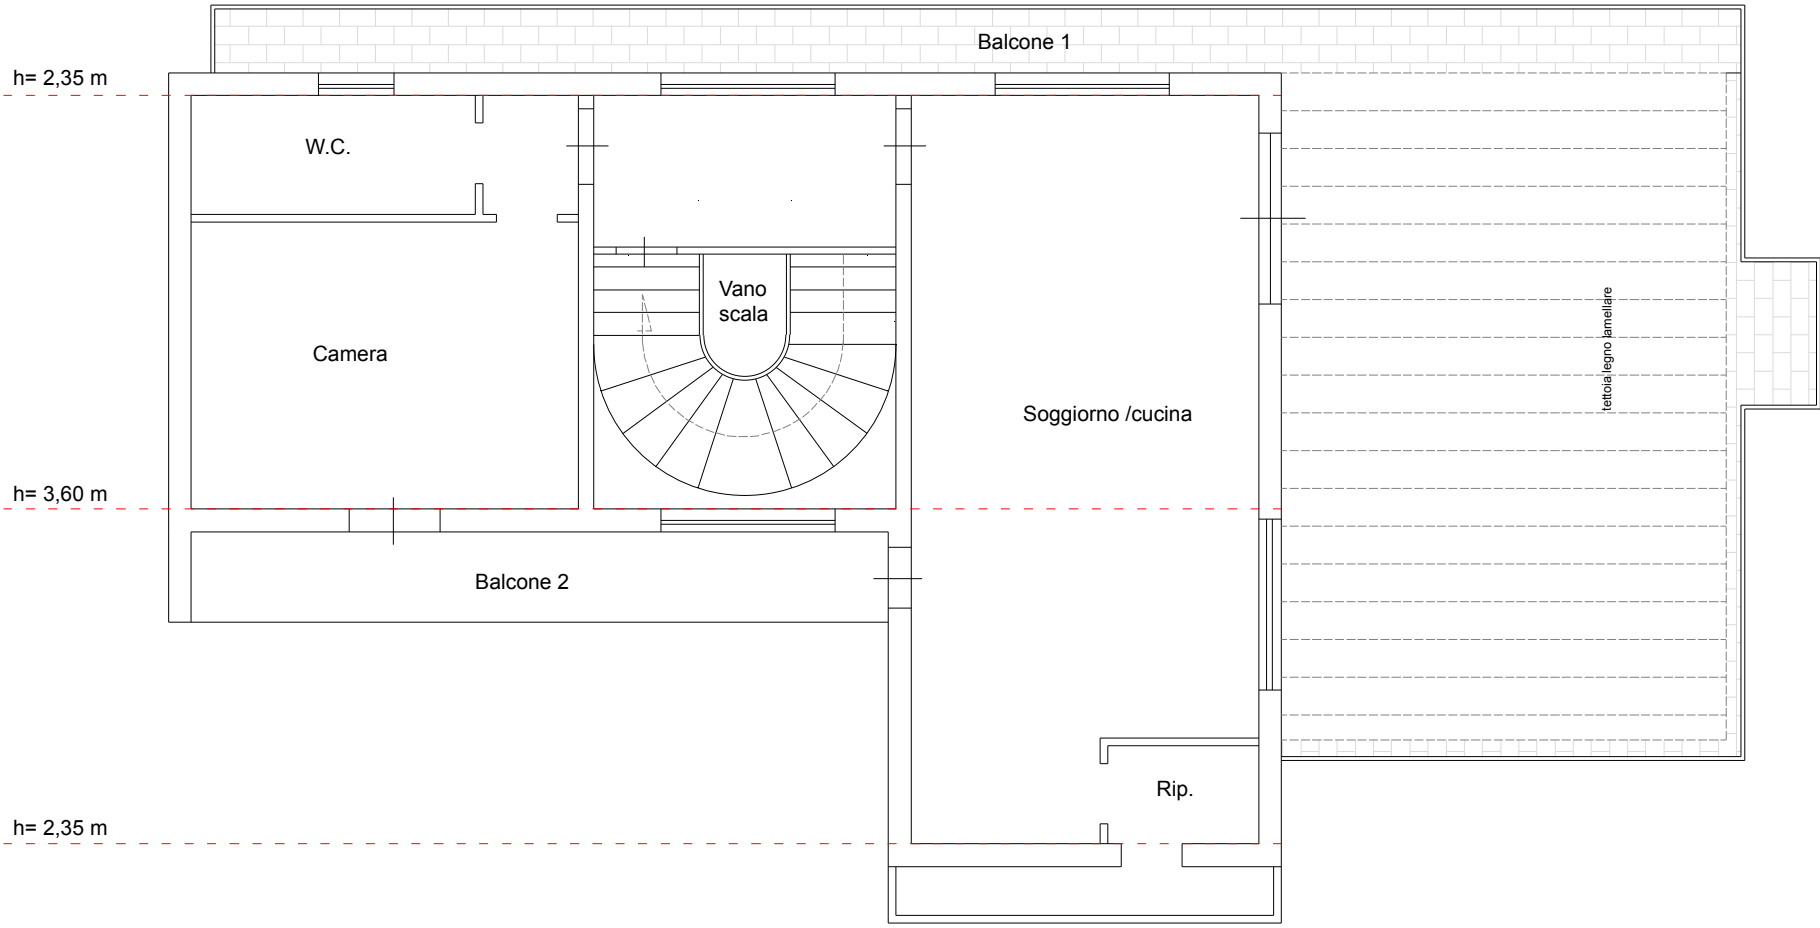 Balcone 1
h= 2,35 m
W.C.
Vano
scala
tettoia legno lamellare
Camera
Soggiorno /cucina
h= 3,60 m
Balcone 2
Rip.
h= 2,35 m